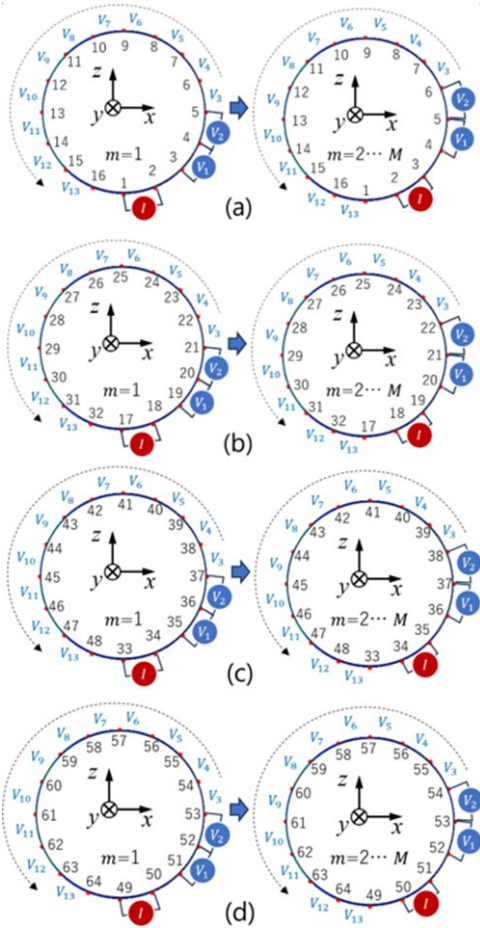 V₇ V₆
V₈ V₅
11 10 9 8 7
V₉ V₄
12 z 6
V₃
V₁₀ 13 y x 5
V₂
V₁₁ 14 m=1 4
V₁
V₁₂ 15 16 1 2 3
V₁₃
I
V₆ V₅
V₇ V₄
11 10 9 8 7
V₈ V₃
12 z 6
V₂
V₉ 13 y x 5
V₁
V₁₀ 14 m=2⋯ M 4
V₁₁ 15 16 1 2 3
V₁₂ V₁₃
I
(a)
V₇ V₆
V₈ V₅
27 26 25 24 23
V₉ V₄
28 z 22
V₃
V₁₀ 29 y x 21
V₂
V₁₁ 30 m=1 20
V₁
V₁₂ 31 32 17 18 19
V₁₃
I
V₆ V₅
V₇ V₄
27 26 25 24 23
V₈ V₃
28 z 22
V₂
V₉ 29 y x 21
V₁
V₁₀ 30 m=2⋯ M 20
V₁₁ 31 32 17 18 19
V₁₂ V₁₃
I
(b)
V₇ V₆
V₈ V₅
43 42 41 40 39
V₉ V₄
44 z 38
V₃
V₁₀ 45 y x 37
V₂
V₁₁ 46 m=1 36
V₁
V₁₂ 47 48 33 34 35
V₁₃
I
V₆ V₅
V₇ V₄
43 42 41 40 39
V₈ V₃
44 z 38
V₂
V₉ 45 y x 37
V₁
V₁₀ 46 m=2⋯ M 36
V₁₁ 47 48 33 34 35
V₁₂ V₁₃
I
(c)
V₇ V₆
V₈ V₅
59 58 57 56 55
V₉ V₄
60 z 54
V₃
V₁₀ 61 y x 53
V₂
V₁₁ 62 m=1 52
V₁
V₁₂ 63 64 49 50 51
V₁₃
I
V₆ V₅
V₇ V₄
59 58 57 56 55
V₈ V₃
60 z 54
V₂
V₉ 61 y x 53
V₁
V₁₀ 62 m=2⋯ M 52
V₁₁ 63 64 49 50 51
V₁₂ V₁₃
I
(d)